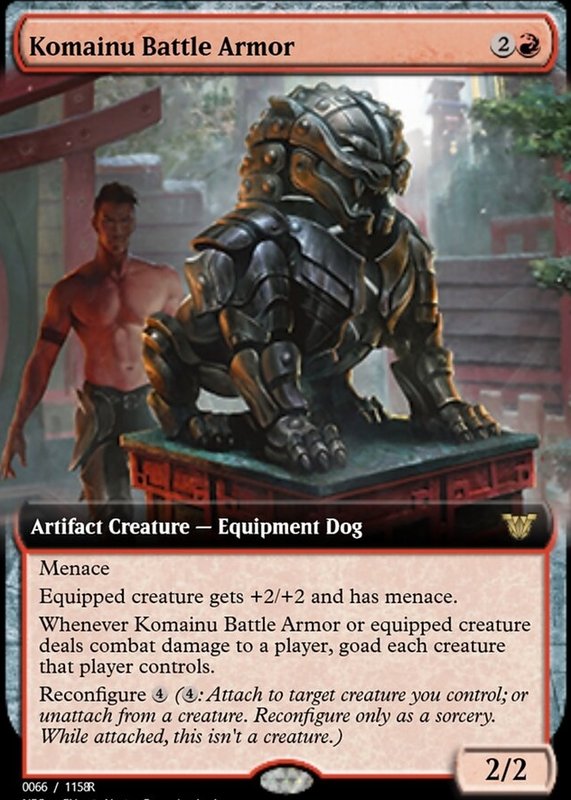 Komainu Battle Armor 2
Artifact Creature — Equipment Dog
Menace
Equipped creature gets +2/+2 and has menace.
Whenever Komainu Battle Armor or equipped creature
deals combat damage to a player, goad each creature
that player controls.
Reconfigure 4 (4: Attach to target creature you control; or
unattach from a creature. Reconfigure only as a sorcery.
While attached, this isn't a creature.)
2/2
0066 / 1158R